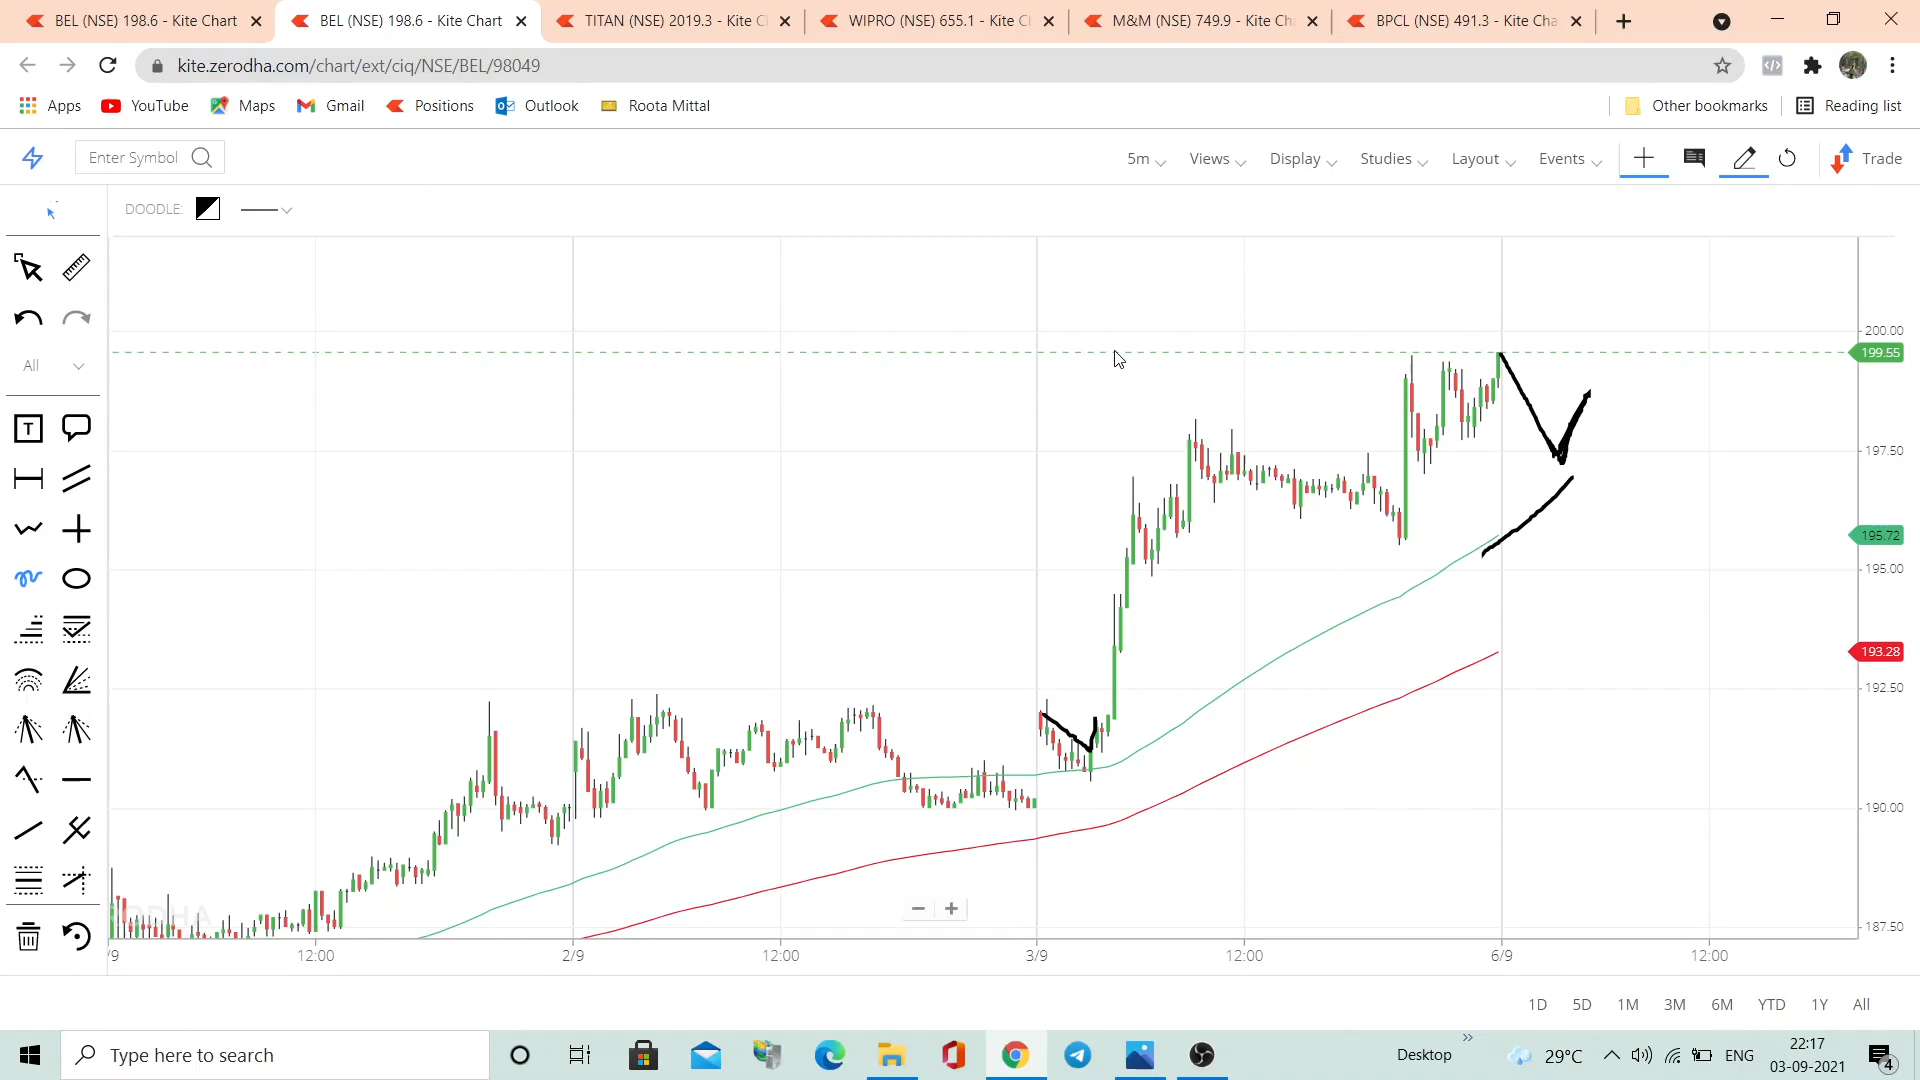 BEL (NSE) 198.6 - Kite Chart
BEL (NSE) 198.6 - Kite Chart
TITAN (NSE) 2019.3 - Kite C
WIPRO (NSE) 655.1 - Kite C
M&M (NSE) 749.9 - Kite Ch
BPCL (NSE) 491.3 - Kite Cha
kite.zerodha.com/chart/ext/ciq/NSE/BEL/98049
Apps YouTube Maps Gmail Positions Outlook Roota Mittal Other bookmarks Reading list
Enter Symbol 5m Views Display Studies Layout Events Trade
DOODLE:
All
T
200.00
199.55
197.50
195.72
195.00
193.28
192.50
190.00
187.50
/9 12:00 2/9 12:00 3/9 12:00 6/9 12:00
1D 5D 1M 3M 6M YTD 1Y All
Type here to search
Desktop
29°C
ENG
22:17
03-09-2021
4